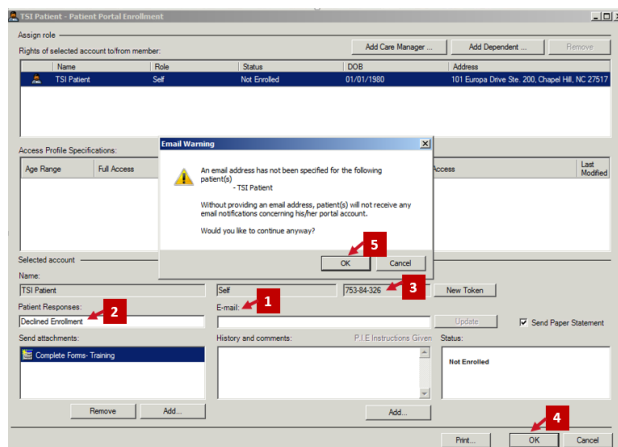 TSI Patient - Patient Portal Enrollment
Assign role
Rights of selected account to/from member:
Add Care Manager ...
Add Dependent ...
Remove
Name Role Status DOB Address
TSI Patient Self Not Enrolled 01/01/1980 101 Europa Drive Ste. 200, Chapel Hill, NC 27517
Access Profile Specifications:
Age Range Full Access ccess Last Modified
Email Warning
An email address has not been specified for the following
patient(s)
- TSI Patient
Without providing an email address, patient(s) will not receive any
email notifications concerning his/her portal account.
Would you like to continue anyway?
5
OK Cancel
Selected account
Name:
TSI Patient Self 753-84-326 New Token
3
Patient Responses: E-mail:
1
Declined Enrollment Update Send Paper Statement
2
Send attachments: History and comments: P.I.E Instructions Given Status:
Complete Forms- Training
Not Enrolled
Remove Add... Add...
4
Print... OK Cancel